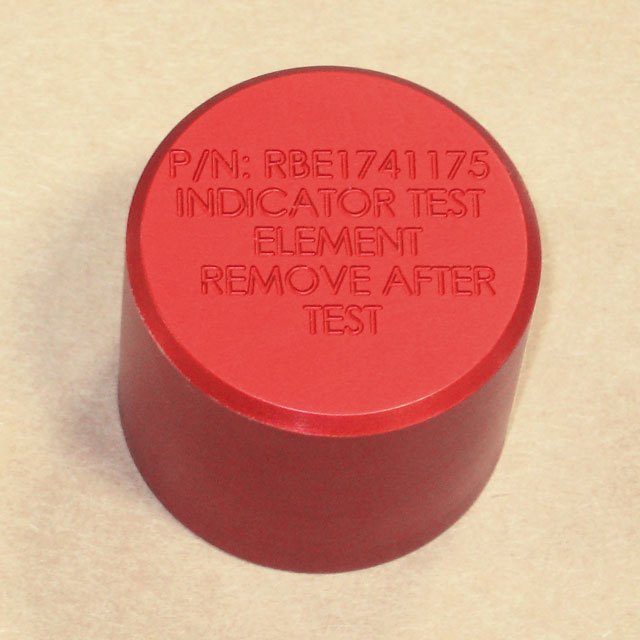 P/N: RBE1741175
INDICATOR TEST
ELEMENT
REMOVE AFTER
TEST